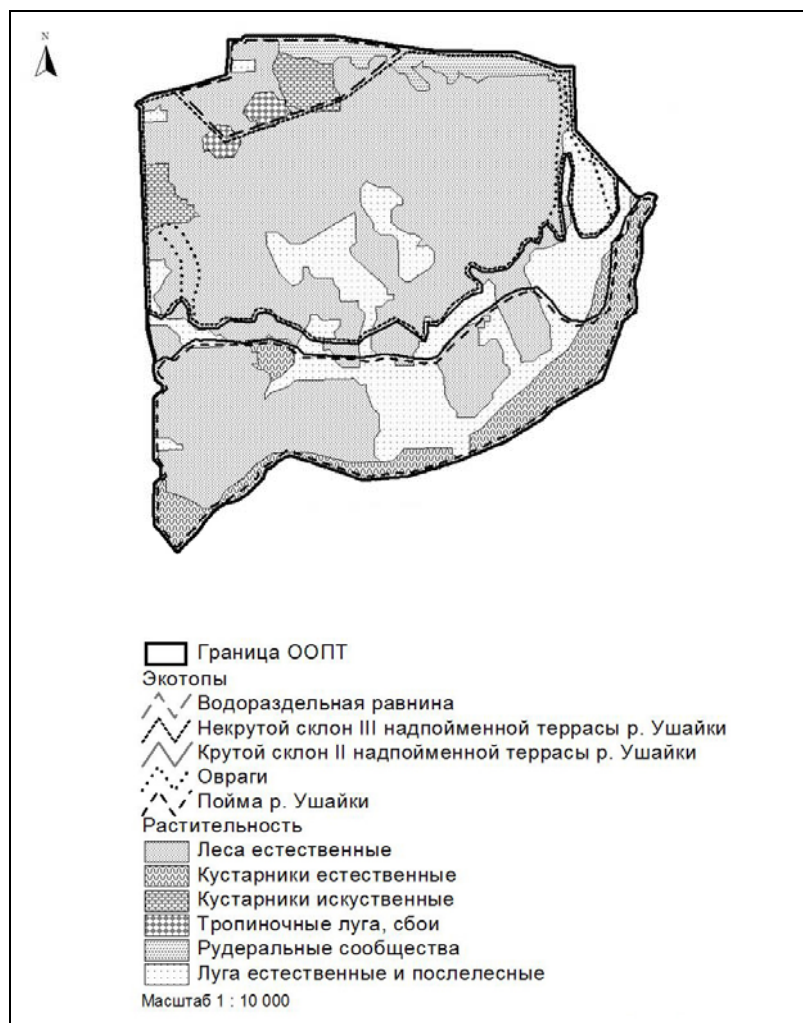 N
Граница ООПТ
Экотопы
Водораздельная равнина
Некрутой склон III надпойменной террасы р. Ушайки
Крутой склон II надпойменной террасы р. Ушайки
Овраги
Пойма р. Ушайки
Растительность
Леса естественные
Кустарники естественные
Кустарники искуственные
Тропиночные луга, сбои
Рудеральные сообщества
Луга естественные и послелесные
Масштаб 1 : 10 000